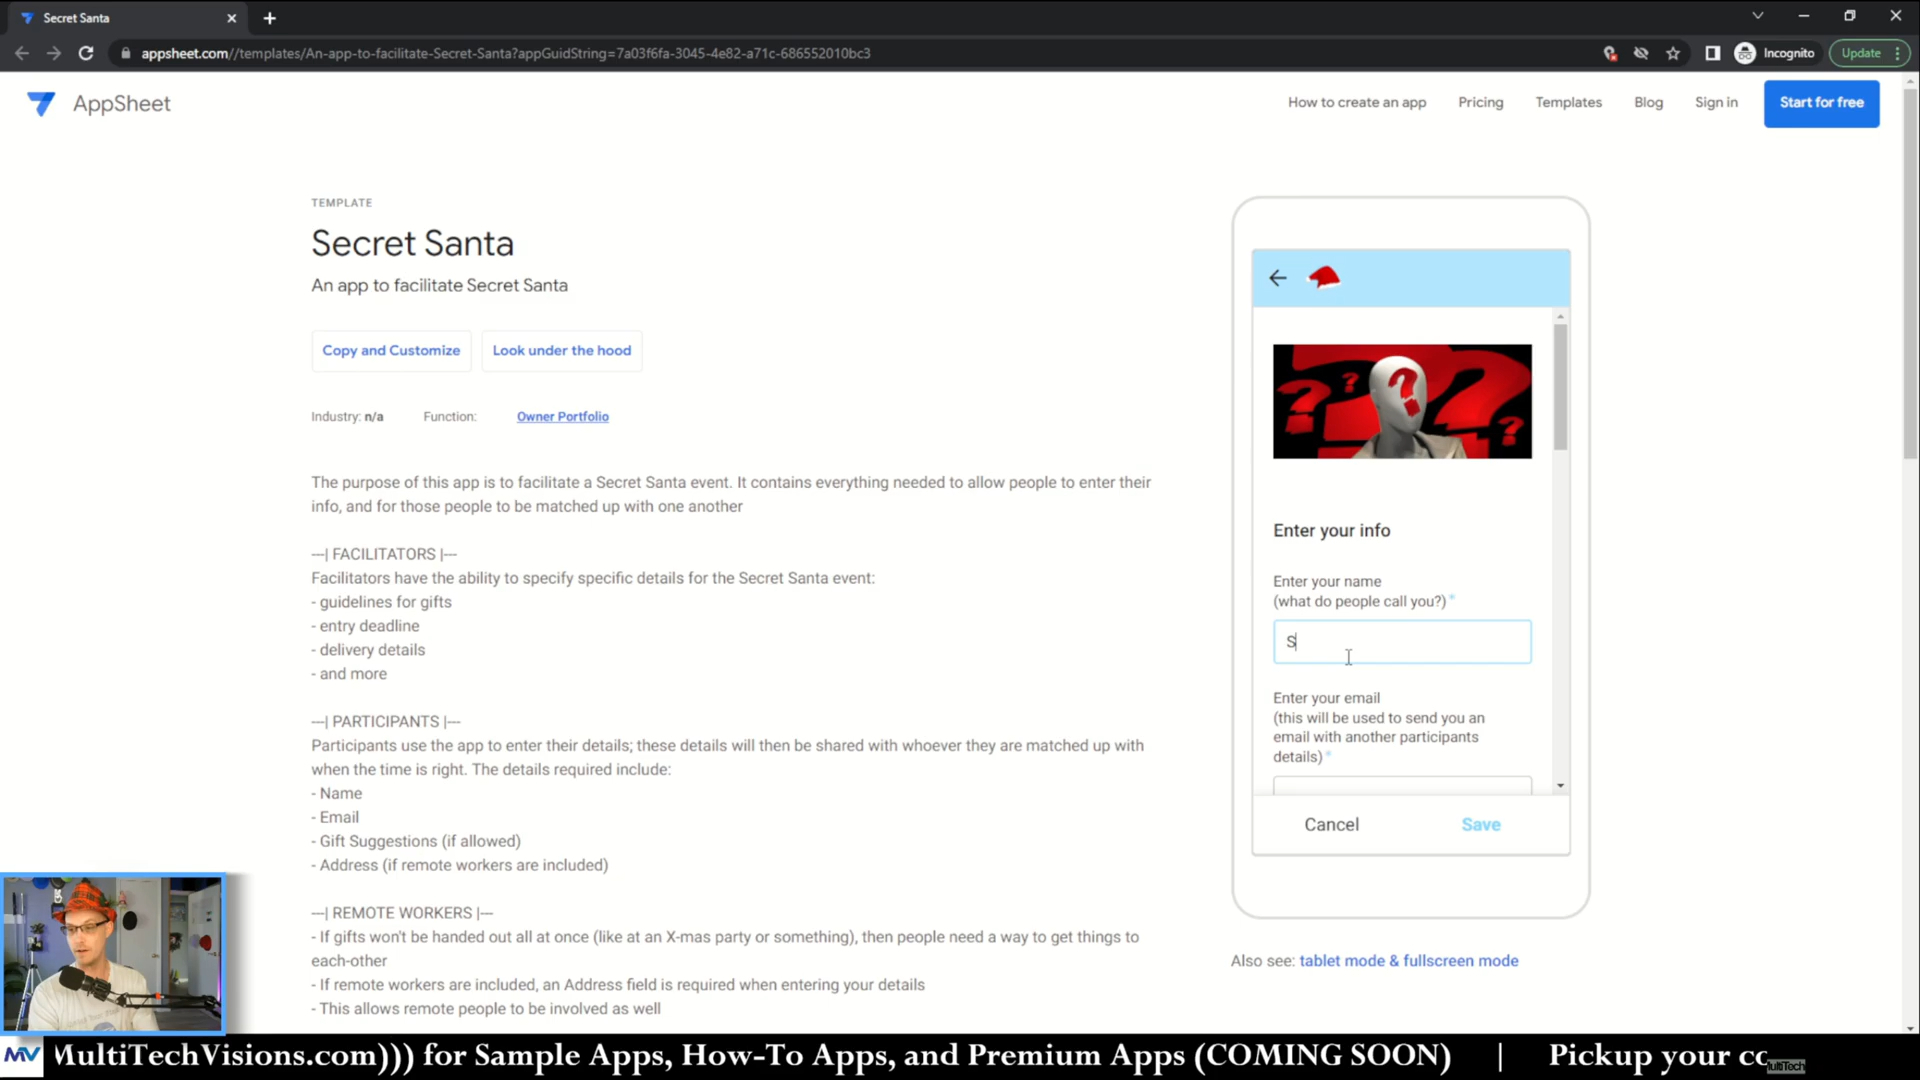 Secret Santa
appsheet.com//templates/An-app-to-facilitate-Secret-Santa?appGuidString=7a03f6fa-3045-4e82-a71c-686552010bc3
Incognito
Update
AppSheet
How to create an app
Pricing
Templates
Blog
Sign in
Start for free
TEMPLATE
Secret Santa
An app to facilitate Secret Santa
Copy and Customize
Look under the hood
Industry: n/a
Function:
Owner Portfolio
The purpose of this app is to facilitate a Secret Santa event. It contains everything needed to allow people to enter their
info, and for those people to be matched up with one another
---| FACILITATORS |---
Facilitators have the ability to specify specific details for the Secret Santa event:
- guidelines for gifts
- entry deadline
- delivery details
- and more
---| PARTICIPANTS |---
Participants use the app to enter their details; these details will then be shared with whoever they are matched up with
when the time is right. The details required include:
- Name
- Email
- Gift Suggestions (if allowed)
- Address (if remote workers are included)
---| REMOTE WORKERS |---
- If gifts won't be handed out all at once (like at an X-mas party or something), then people need a way to get things to
each-other
- If remote workers are included, an Address field is required when entering your details
- This allows remote people to be involved as well
Enter your info
Enter your name
(what do people call you?) *
S
Enter your email
(this will be used to send you an
email with another participants
details) *
Cancel
Save
Also see: tablet mode & fullscreen mode
MV
MultiTechVisions.com))) for Sample Apps, How-To Apps, and Premium Apps (COMING SOON) | Pickup your co